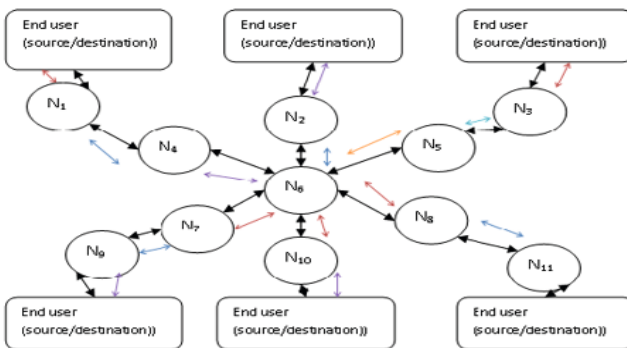 End user
(source/destination))
End user
(source/destination))
End user
(source/destination))
N1
N2
N3
N4
N5
N6
N7
N8
N9
N10
N11
End user
(source/destination))
End user
(source/destination))
End user
(source/destination))